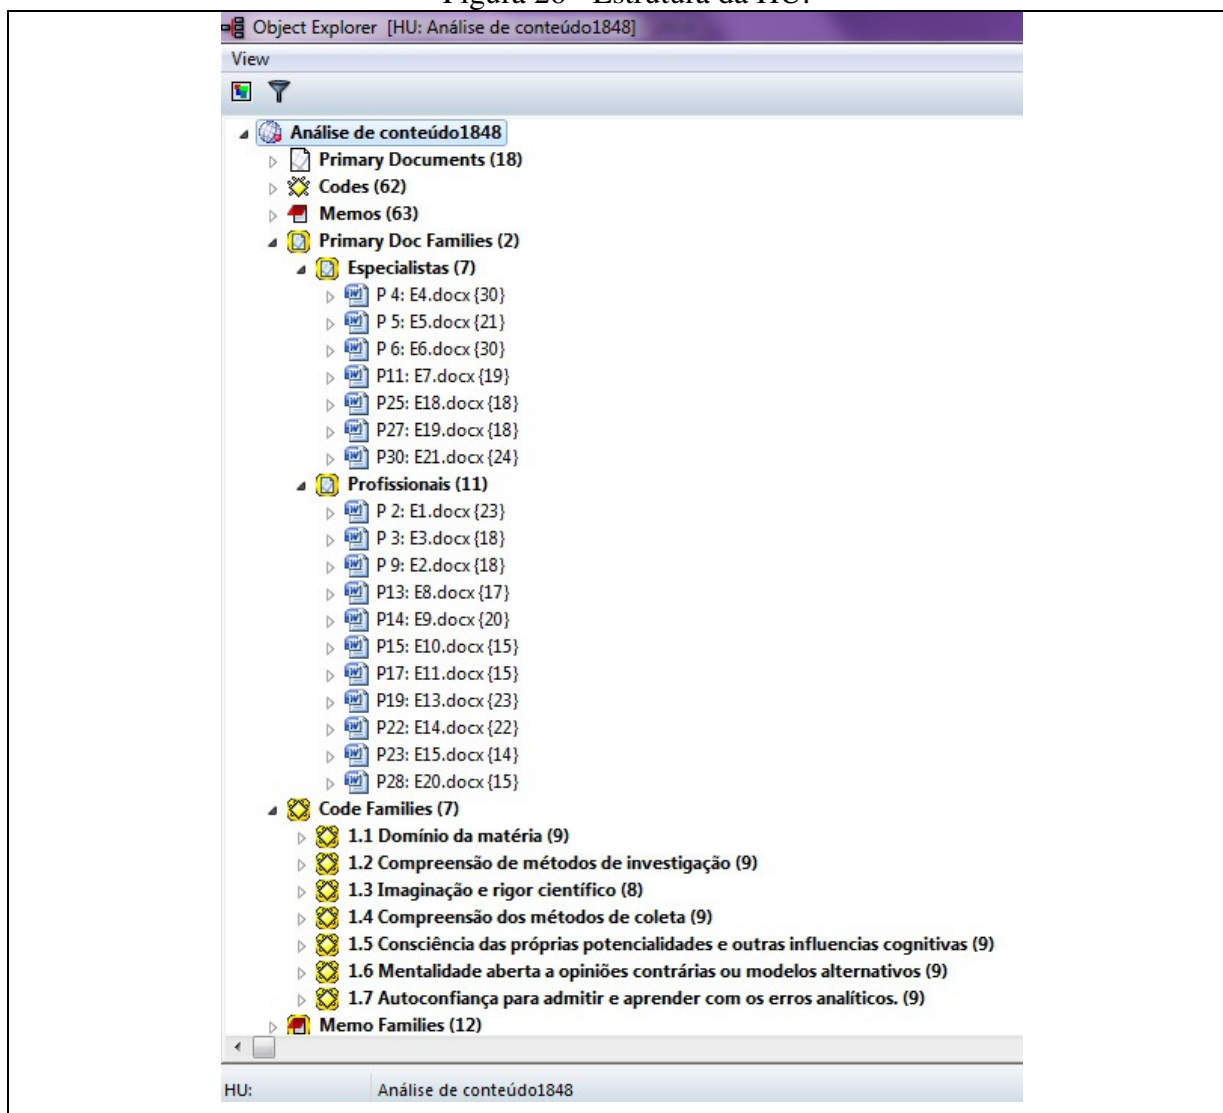 Figura 26 - Estrutura da HU.
Object Explorer [HU: Análise de conteúdo1848]
View
Análise de conteúdo1848
Primary Documents (18)
Codes (62)
Memos (63)
Primary Doc Families (2)
Especialistas (7)
P 4: E4.docx {30}
P 5: E5.docx {21}
P 6: E6.docx {30}
P11: E7.docx {19}
P25: E18.docx {18}
P27: E19.docx {18}
P30: E21.docx {24}
Profissionais (11)
P 2: E1.docx {23}
P 3: E3.docx {18}
P 9: E2.docx {18}
P13: E8.docx {17}
P14: E9.docx {20}
P15: E10.docx {15}
P17: E11.docx {15}
P19: E13.docx {23}
P22: E14.docx {22}
P23: E15.docx {14}
P28: E20.docx {15}
Code Families (7)
1.1 Domínio da matéria (9)
1.2 Compreensão de métodos de investigação (9)
1.3 Imaginação e rigor científico (8)
1.4 Compreensão dos métodos de coleta (9)
1.5 Consciência das próprias potencialidades e outras influencias cognitivas (9)
1.6 Mentalidade aberta a opiniões contrárias ou modelos alternativos (9)
1.7 Autoconfiança para admitir e aprender com os erros analíticos. (9)
Memo Families (12)
HU: Análise de conteúdo1848